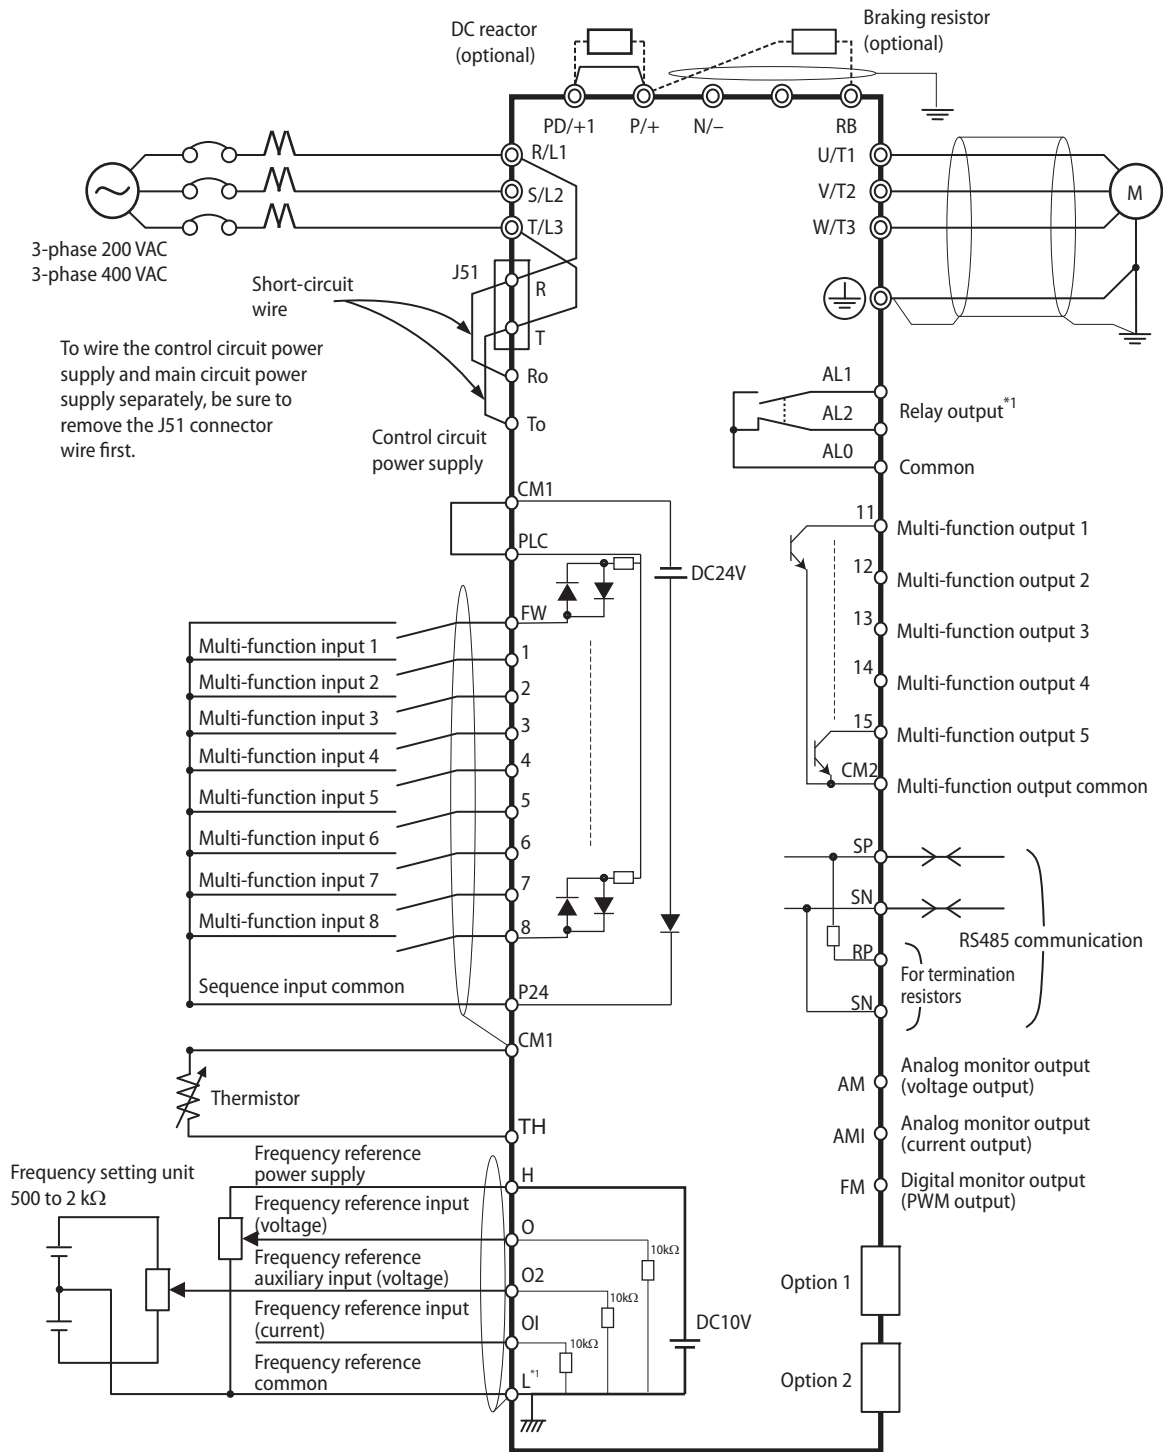 DC reactor
(optional)
Braking resistor
(optional)
PD/+1
P/+
N/–
RB
R/L1
S/L2
T/L3
U/T1
V/T2
W/T3
M
3-phase 200 VAC
3-phase 400 VAC
J51
R
T
Ro
To
Short-circuit
wire
To wire the control circuit power
supply and main circuit power
supply separately, be sure to
remove the J51 connector
wire first.
Control circuit
power supply
AL1
AL2
AL0
Relay output*1
Common
CM1
PLC
DC24V
FW
1
2
3
4
5
6
7
8
P24
CM1
TH
Multi-function input 1
Multi-function input 2
Multi-function input 3
Multi-function input 4
Multi-function input 5
Multi-function input 6
Multi-function input 7
Multi-function input 8
Sequence input common
Thermistor
11
Multi-function output 1
12
Multi-function output 2
13
Multi-function output 3
14
Multi-function output 4
15
Multi-function output 5
CM2
Multi-function output common
SP
SN
RP
SN
RS485 communication
For termination
resistors
AM
Analog monitor output
(voltage output)
AMI
Analog monitor output
(current output)
FM
Digital monitor output
(PWM output)
Frequency setting unit
500 to 2 kΩ
Frequency reference
power supply
H
Frequency reference input
(voltage)
O
Frequency reference
auxiliary input (voltage)
O2
Frequency reference input
(current)
OI
Frequency reference
common
L*1
10kΩ
10kΩ
10kΩ
DC10V
Option 1
Option 2